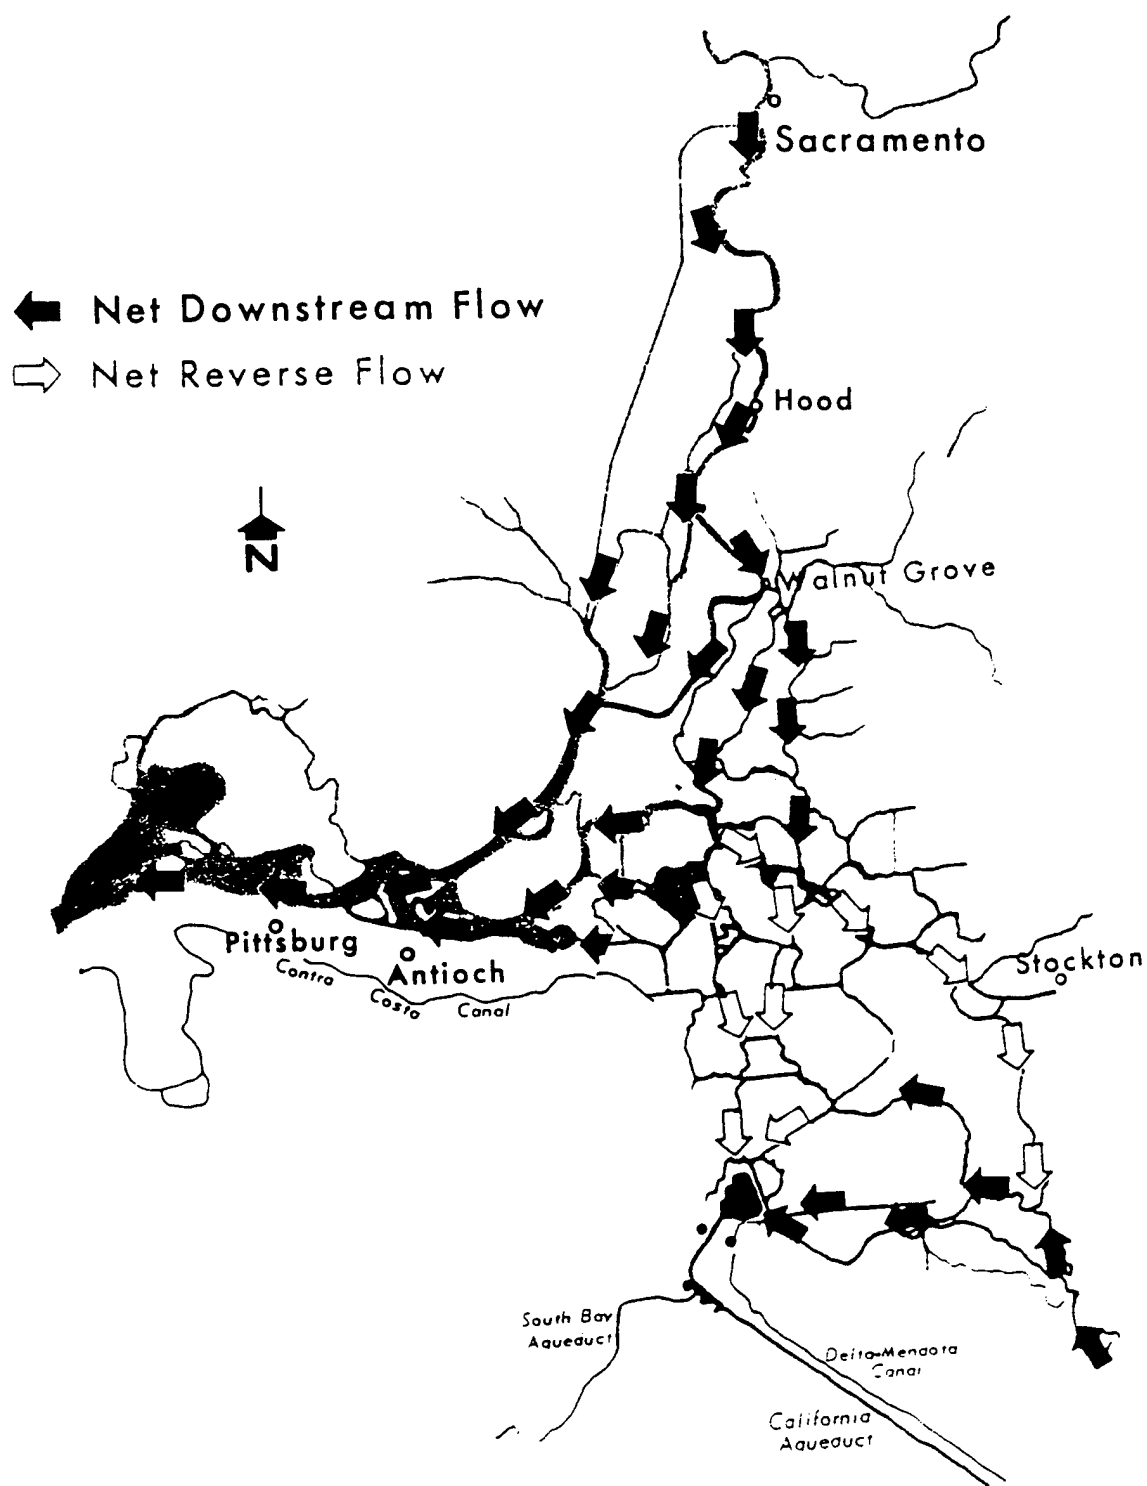 Sacramento
Net Downstream Flow
Net Reverse Flow
Hood
N
Walnut Grove
Pittsburg
Antioch
Stockton
Contra
Costa
Canal
South Bay
Aqueduct
Delta-Mendota
Canal
California
Aqueduct